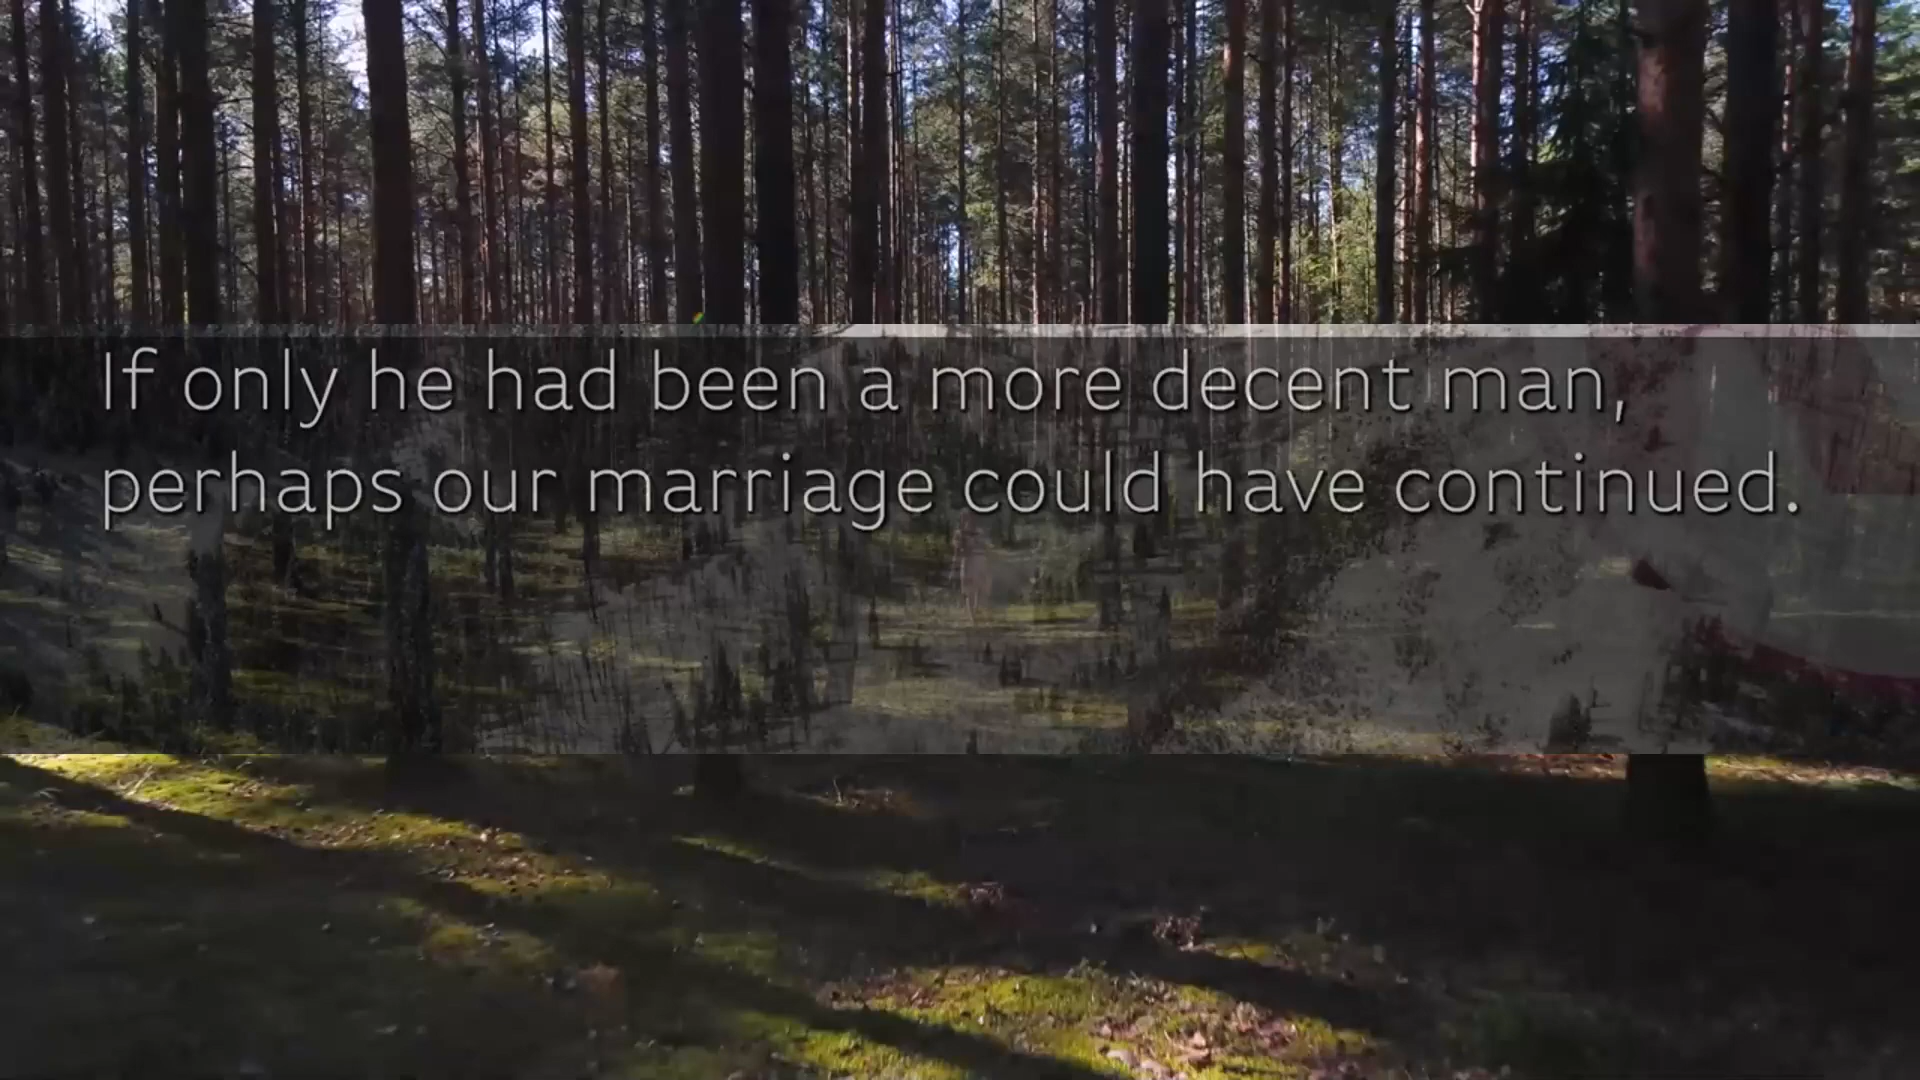 If only he had been a more decent man,
perhaps our marriage could have continued.